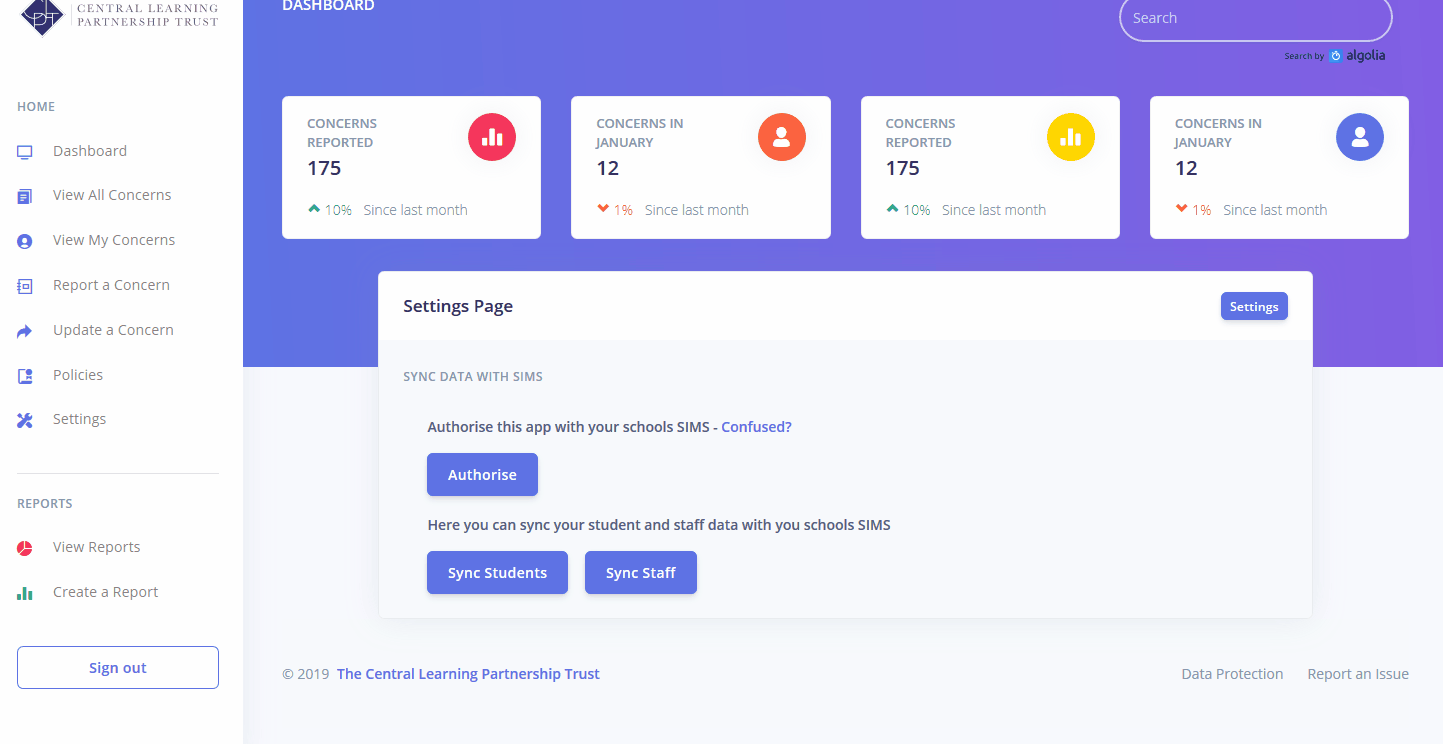 CENTRAL LEARNING
PARTNERSHIP TRUST
HOME
Dashboard
View All Concerns
View My Concerns
Report a Concern
Update a Concern
Policies
Settings
REPORTS
View Reports
Create a Report
Sign out
DASHBOARD
Search
Search by algolia
CONCERNS
REPORTED
175
10% Since last month
CONCERNS IN
JANUARY
12
1% Since last month
CONCERNS
REPORTED
175
10% Since last month
CONCERNS IN
JANUARY
12
1% Since last month
Settings Page
Settings
SYNC DATA WITH SIMS
Authorise this app with your schools SIMS - Confused?
Authorise
Here you can sync your student and staff data with you schools SIMS
Sync Students
Sync Staff
© 2019 The Central Learning Partnership Trust
Data Protection
Report an Issue